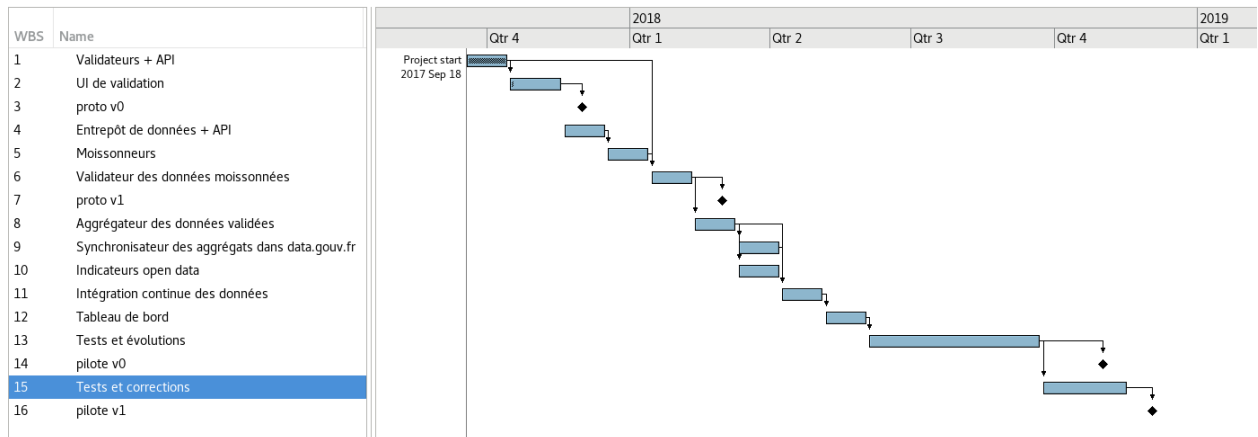 2018 2019
WBS Name Qtr 4 Qtr 1 Qtr 2 Qtr 3 Qtr 4 Qtr 1
1 Validateurs + API Project start
2017 Sep 18
2 UI de validation
3 proto v0
4 Entrepôt de données + API
5 Moissonneurs
6 Validateur des données moissonnées
7 proto v1
8 Aggrégateur des données validées
9 Synchronisateur des aggrégats dans data.gouv.fr
10 Indicateurs open data
11 Intégration continue des données
12 Tableau de bord
13 Tests et évolutions
14 pilote v0
15 Tests et corrections
16 pilote v1